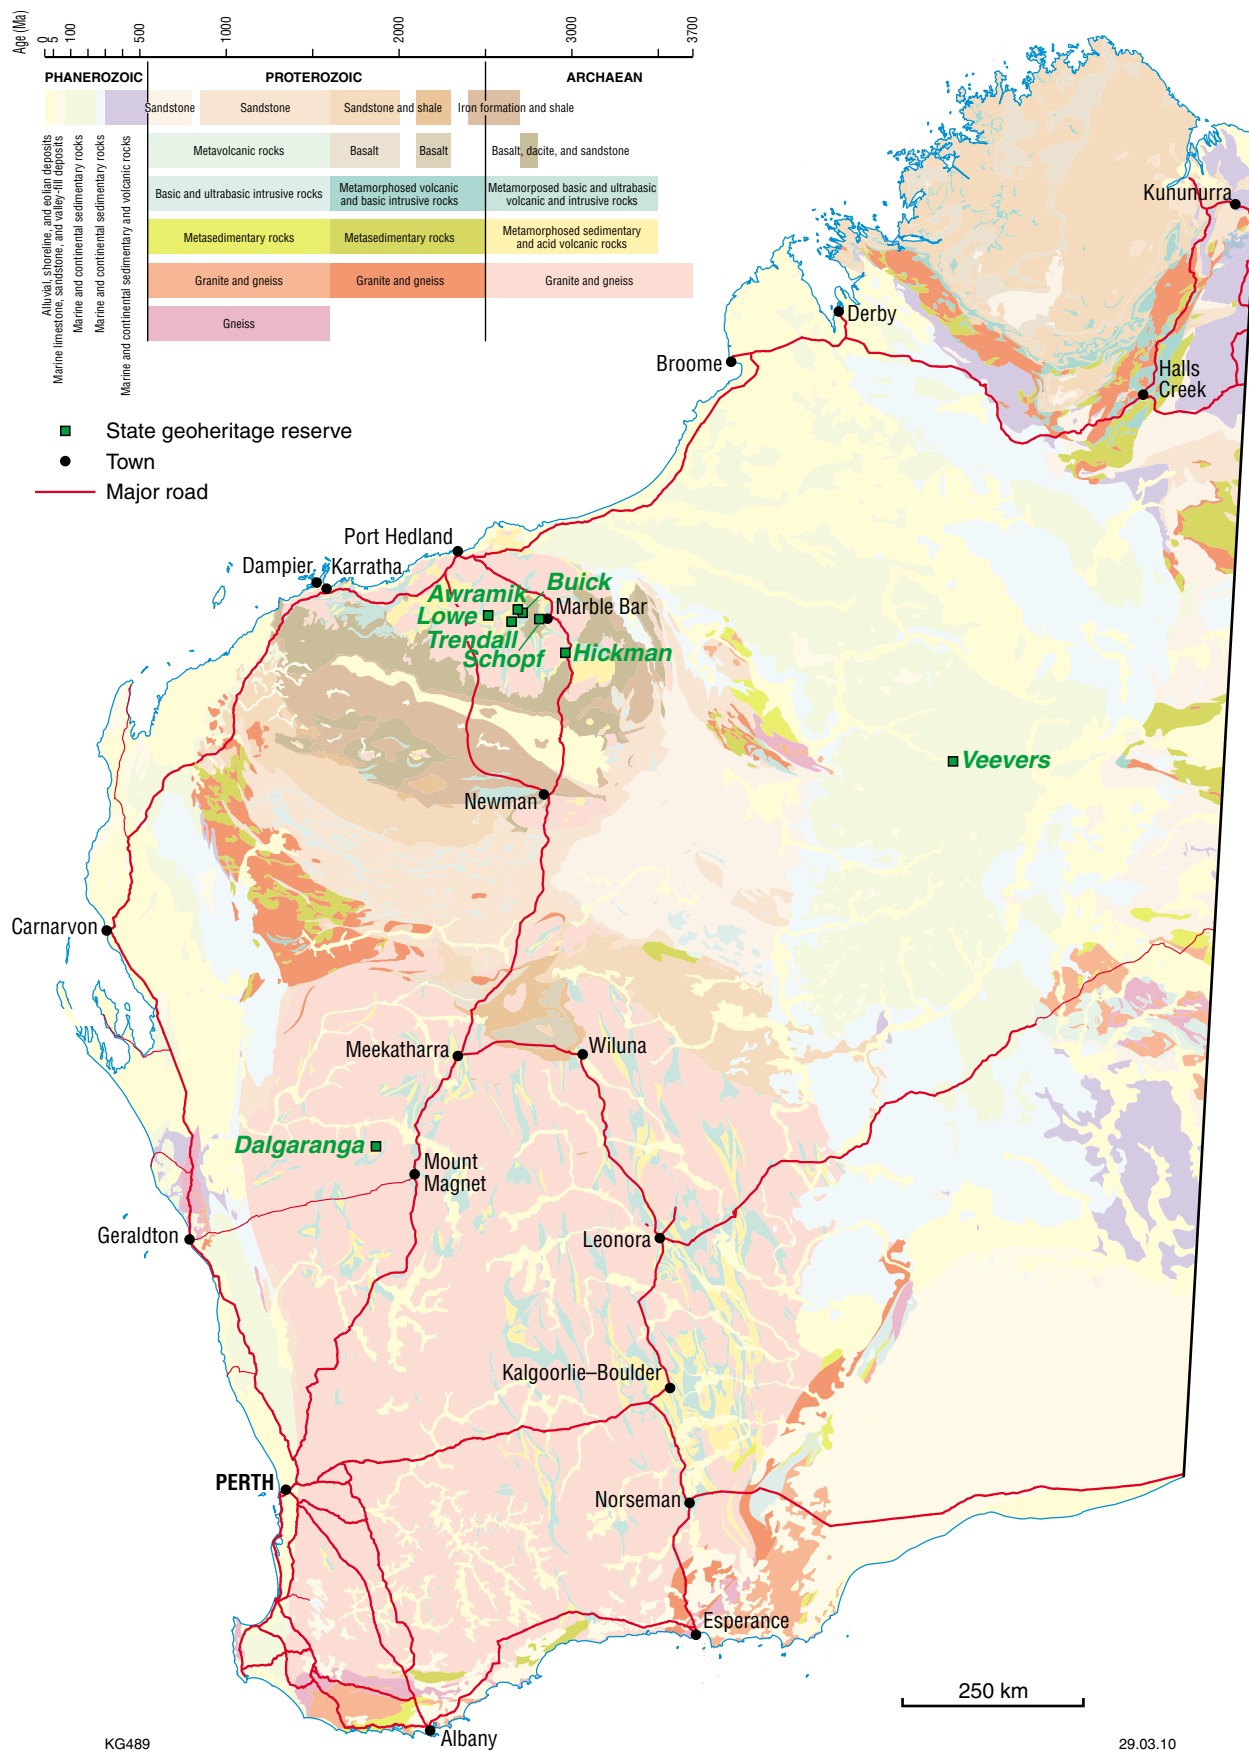 Age (Ma)
0
5
100
500
1000
2000
3000
3700
PHANEROZOIC
PROTEROZOIC
ARCHAEAN
Sandstone
Sandstone
Sandstone and shale
Iron formation and shale
Metavolcanic rocks
Basalt
Basalt
Basalt, dacite, and sandstone
Basic and ultrabasic intrusive rocks
Metamorphosed volcanic
and basic intrusive rocks
Metamorposed basic and ultrabasic
volcanic and intrusive rocks
Metasedimentary rocks
Metasedimentary rocks
Metamorphosed sedimentary
and acid volcanic rocks
Granite and gneiss
Granite and gneiss
Granite and gneiss
Gneiss
Alluvial, shoreline, and eolian deposits
Marine limestone, sandstone, and valley-fill deposits
Marine and continental sedimentary rocks
Marine and continental sedimentary rocks
Marine and continental sedimentary and volcanic rocks
State geoheritage reserve
Town
Major road
Kununurra
Derby
Broome
Halls
Creek
Port Hedland
Dampier
Karratha
Buick
Awramik
Marble Bar
Lowe
Trendall
Schopf
Hickman
Veevers
Newman
Carnarvon
Meekatharra
Wiluna
Dalgaranga
Mount
Magnet
Geraldton
Leonora
Kalgoorlie–Boulder
PERTH
Norseman
Esperance
250 km
Albany
KG489
29.03.10